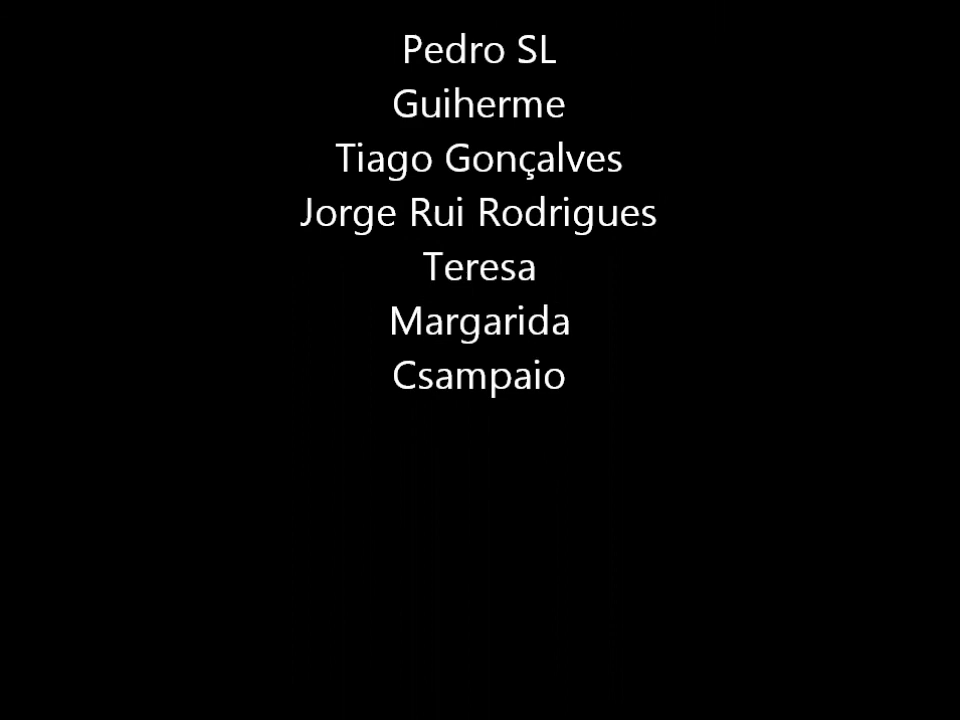 Pedro SL
Guiherme
Tiago Gonçalves
Jorge Rui Rodrigues
Teresa
Margarida
Csampaio